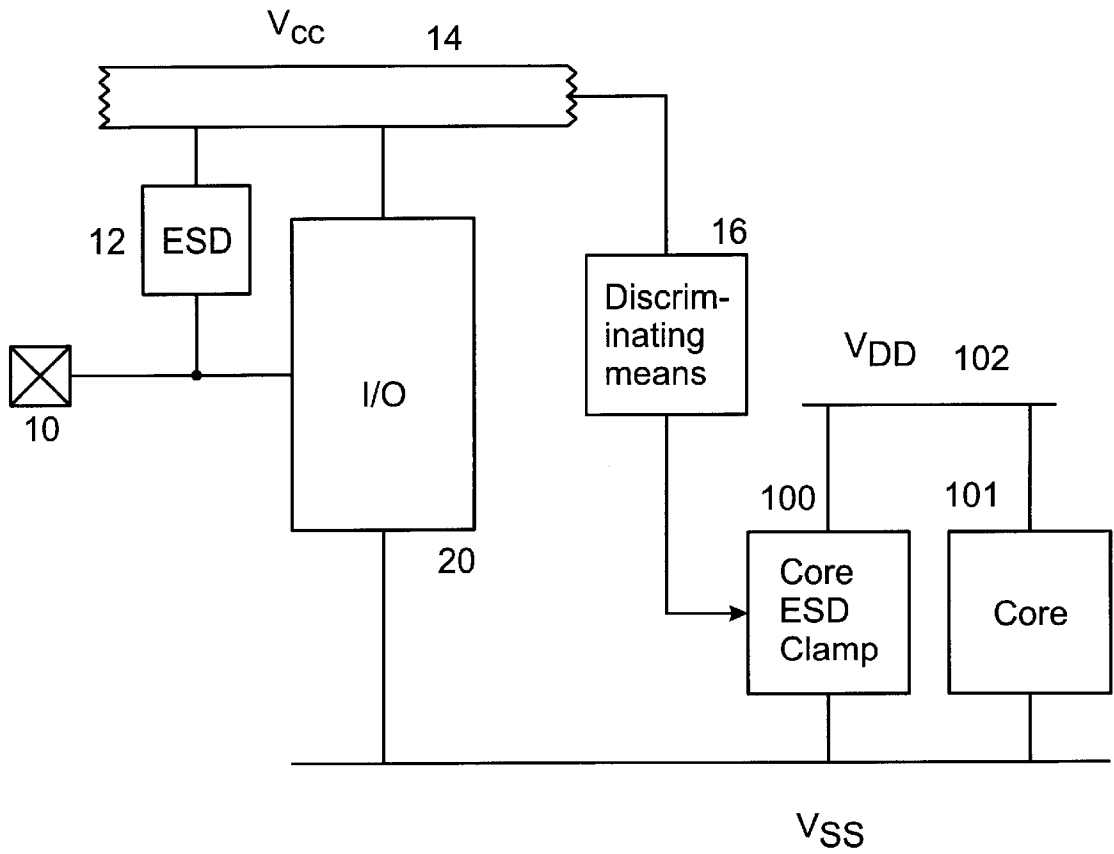 VCC
14
12
ESD
16
Discrim-
inating
means
10
I/O
VDD
102
100
101
20
Core
ESD
Clamp
Core
VSS